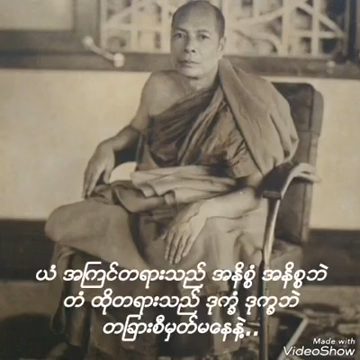 ယံ အကြင်တရားသည် အနိစ္စံ အနိစ္စဘဲ
တံ ထိုတရားသည် ဒုက္ခံ ဒုက္ခဘဲ
တခြားစီမှတ်မနေနဲ့..
Made with
VideoShow